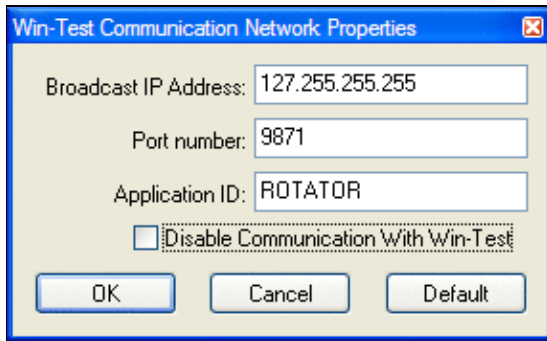 Win-Test Communication Network Properties
Broadcast IP Address: 127.255.255.255
Port number: 9871
Application ID: ROTATOR
Disable Communication With Win-Test
OK Cancel Default